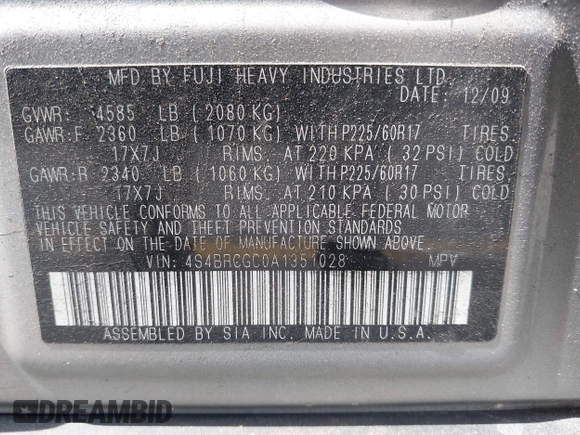 MFD. BY FUJI HEAVY INDUSTRIES LTD.
DATE: 12/09
GVWR: 4585 LB (2080 KG)
GAWR:F 2360 LB (1070 KG) WITH P225/60R17 TIRES,
17X7J RIMS, AT 220 KPA (32 PSI) COLD
GAWR:R 2340 LB (1060 KG) WITH P225/60R17 TIRES,
17X7J RIMS, AT 210 KPA (30 PSI) COLD
THIS VEHICLE CONFORMS TO ALL APPLICABLE FEDERAL MOTOR
VEHICLE SAFETY AND THEFT PREVENTION STANDARDS
IN EFFECT ON THE DATE OF MANUFACTURE SHOWN ABOVE.
VIN: 4S4BRCGC0A1351028 MPV
ASSEMBLED BY SIA INC. MADE IN U.S.A.
DREAMBID